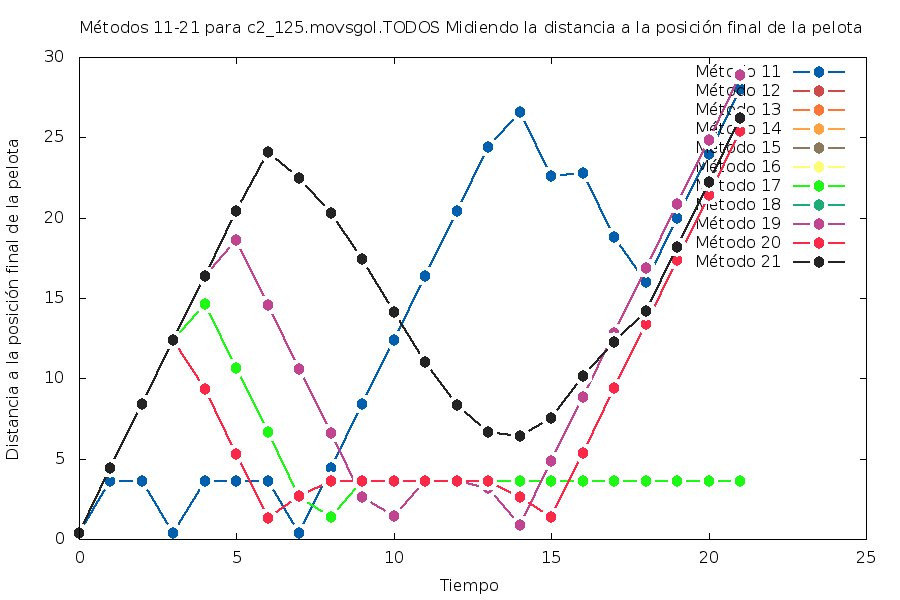 Métodos 11-21 para c2_125.movsgol.TODOS Midiendo la distancia a la posición final de la pelota
30
25
20
15
10
5
0
Distancia a la posición final de la pelota
0 5 10 15 20 25
Tiempo
Método 11
Método 12
Método 13
Método 14
Método 15
Método 16
Método 17
Método 18
Método 19
Método 20
Método 21